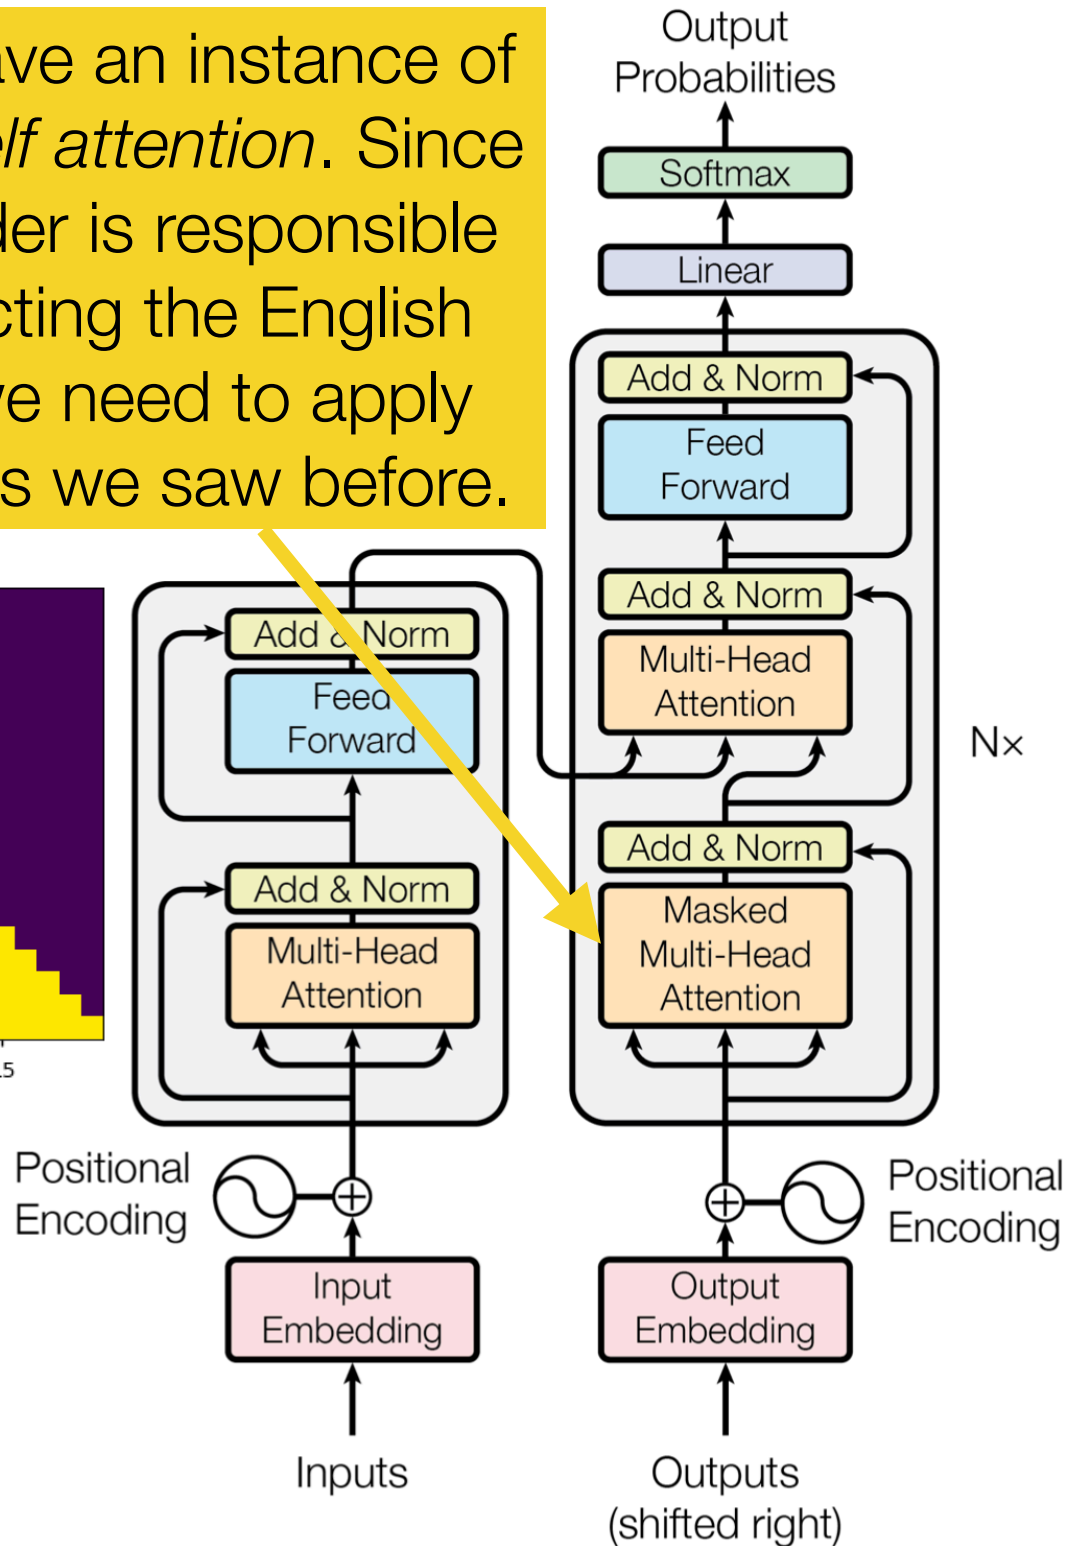 ave an instance of
elf attention. Since
der is responsible
cting the English
we need to apply
s we saw before.
Output
Probabilities
Softmax
Linear
Add & Norm
Feed
Forward
Add & Norm
Multi-Head
Attention
Nx
Add & Norm
Masked
Multi-Head
Attention
Add & Norm
Feed
Forward
Add & Norm
Multi-Head
Attention
Positional
Encoding
Positional
Encoding
Input
Embedding
Output
Embedding
Inputs
Outputs
(shifted right)